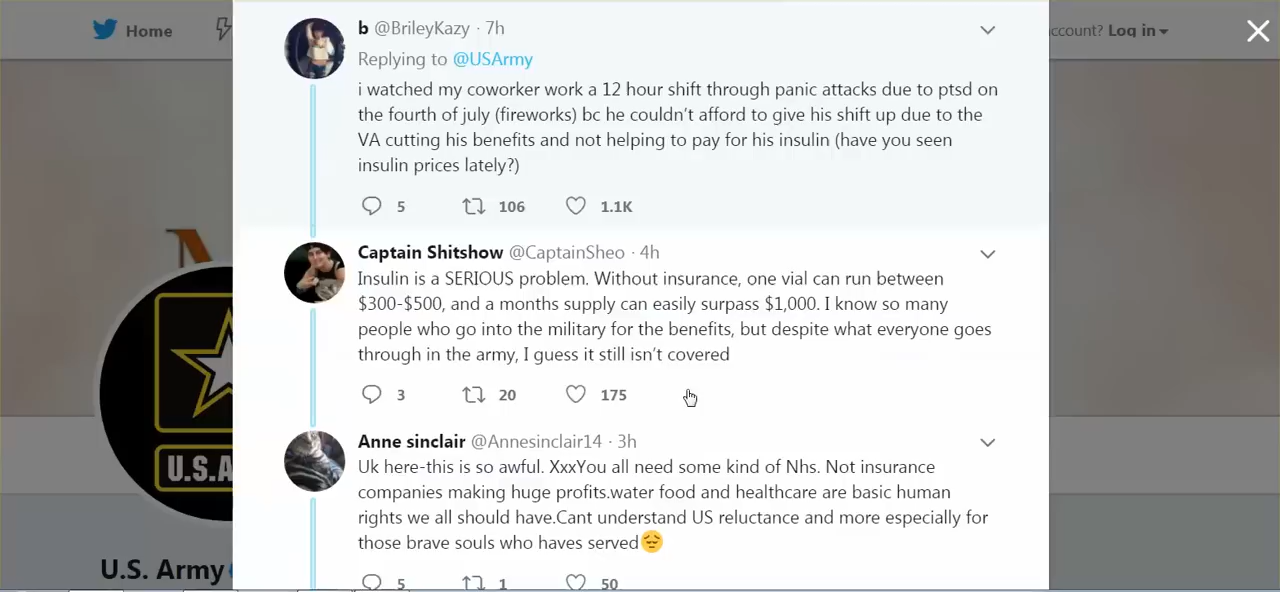 Home
ccount? Log in
b @BrileyKazy · 7h
Replying to @USArmy
i watched my coworker work a 12 hour shift through panic attacks due to ptsd on
the fourth of july (fireworks) bc he couldn't afford to give his shift up due to the
VA cutting his benefits and not helping to pay for his insulin (have you seen
insulin prices lately?)
5 106 1.1K
Captain Shitshow @CaptainSheo · 4h
Insulin is a SERIOUS problem. Without insurance, one vial can run between
$300-$500, and a months supply can easily surpass $1,000. I know so many
people who go into the military for the benefits, but despite what everyone goes
through in the army, I guess it still isn't covered
3 20 175
Anne sinclair @Annesinclair14 · 3h
Uk here-this is so awful. XxxYou all need some kind of Nhs. Not insurance
companies making huge profits.water food and healthcare are basic human
rights we all should have.Cant understand US reluctance and more especially for
those brave souls who haves served😔
5 1 50
U.S.A
U.S. Army